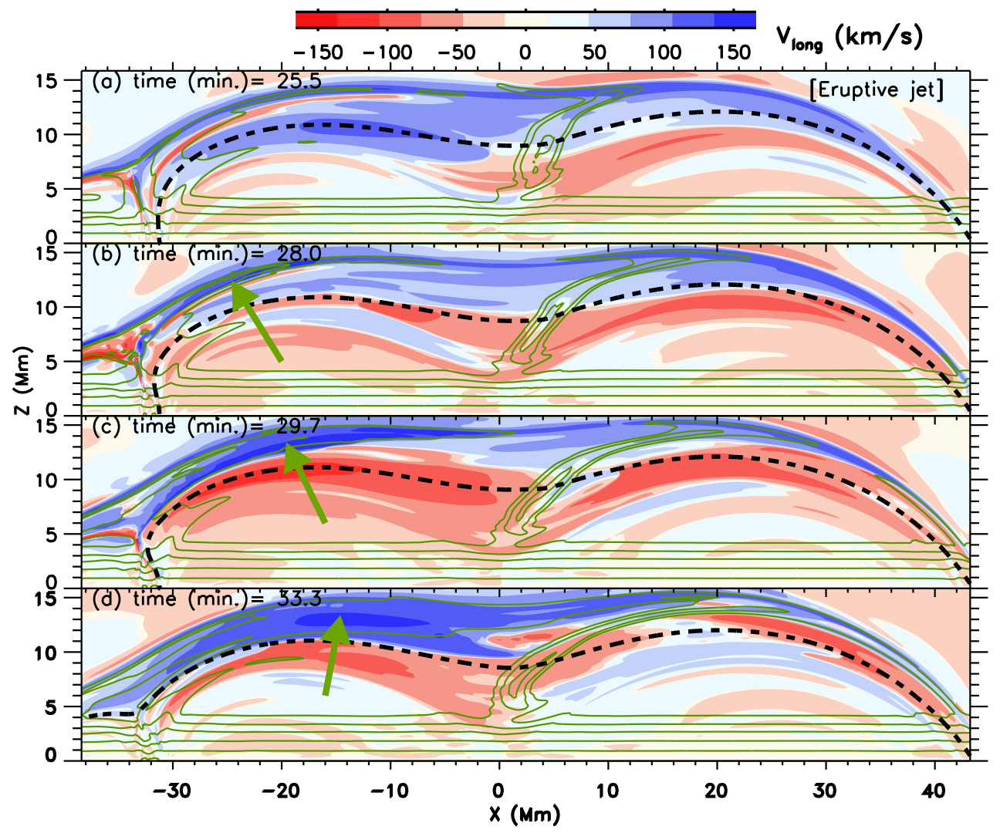 V_long (km/s)
−150 −100 −50 0 50 100 150
(a) time (min.)= 25.5
[Eruptive jet]
15
10
5
0
(b) time (min.)= 28.0
15
10
5
0
Z (Mm)
(c) time (min.)= 29.7
15
10
5
0
(d) time (min.)= 33.3
15
10
5
0
−30 −20 −10 0 10 20 30 40
X (Mm)